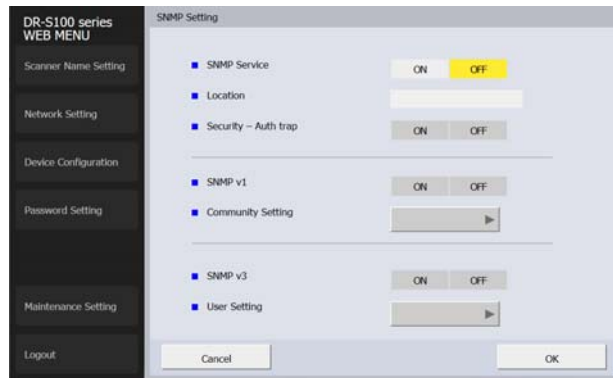 DR-S100 series
WEB MENU
Scanner Name Setting
Network Setting
Device Configuration
Password Setting
Maintenance Setting
Logout
SNMP Setting
SNMP Service ON OFF
Location
Security – Auth trap ON OFF
SNMP v1 ON OFF
Community Setting
SNMP v3 ON OFF
User Setting
Cancel OK